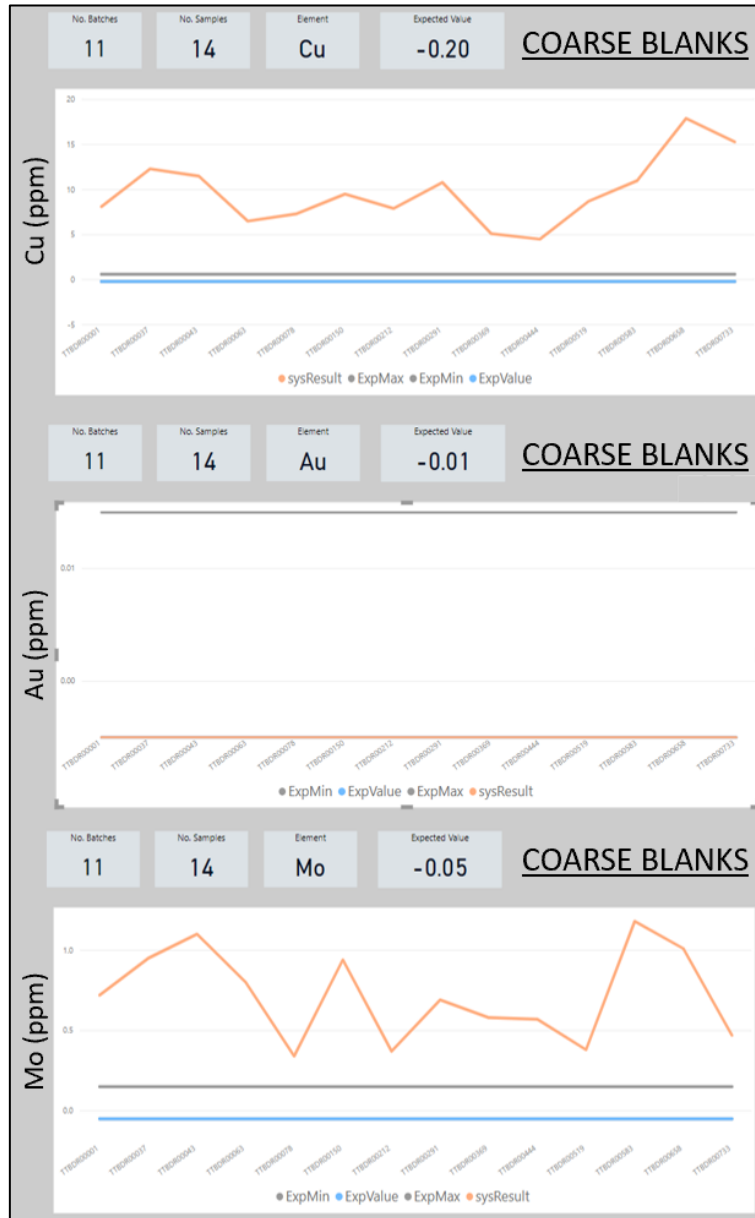 No. Batches No. Samples Element Expected Value
11 14 Cu -0.20 COARSE BLANKS
Cu (ppm)
20
15
10
5
0
-5
TTBDR00001 TTBDR00037 TTBDR00043 TTBDR00063 TTBDR00078 TTBDR00150 TTBDR00212 TTBDR00291 TTBDR00369 TTBDR00444 TTBDR00519 TTBDR00583 TTBDR00658 TTBDR00733
sysResult ExpMax ExpMin ExpValue
No. Batches No. Samples Element Expected Value
11 14 Au -0.01 COARSE BLANKS
Au (ppm)
0.01
0.00
TTBDR00001 TTBDR00037 TTBDR00043 TTBDR00063 TTBDR00078 TTBDR00150 TTBDR00212 TTBDR00291 TTBDR00369 TTBDR00444 TTBDR00519 TTBDR00583 TTBDR00658 TTBDR00733
ExpMin ExpValue ExpMax sysResult
No. Batches No. Samples Element Expected Value
11 14 Mo -0.05 COARSE BLANKS
Mo (ppm)
1.0
0.5
0.0
TTBDR00001 TTBDR00037 TTBDR00043 TTBDR00063 TTBDR00078 TTBDR00150 TTBDR00212 TTBDR00291 TTBDR00369 TTBDR00444 TTBDR00519 TTBDR00583 TTBDR00658 TTBDR00733
ExpMin ExpValue ExpMax sysResult